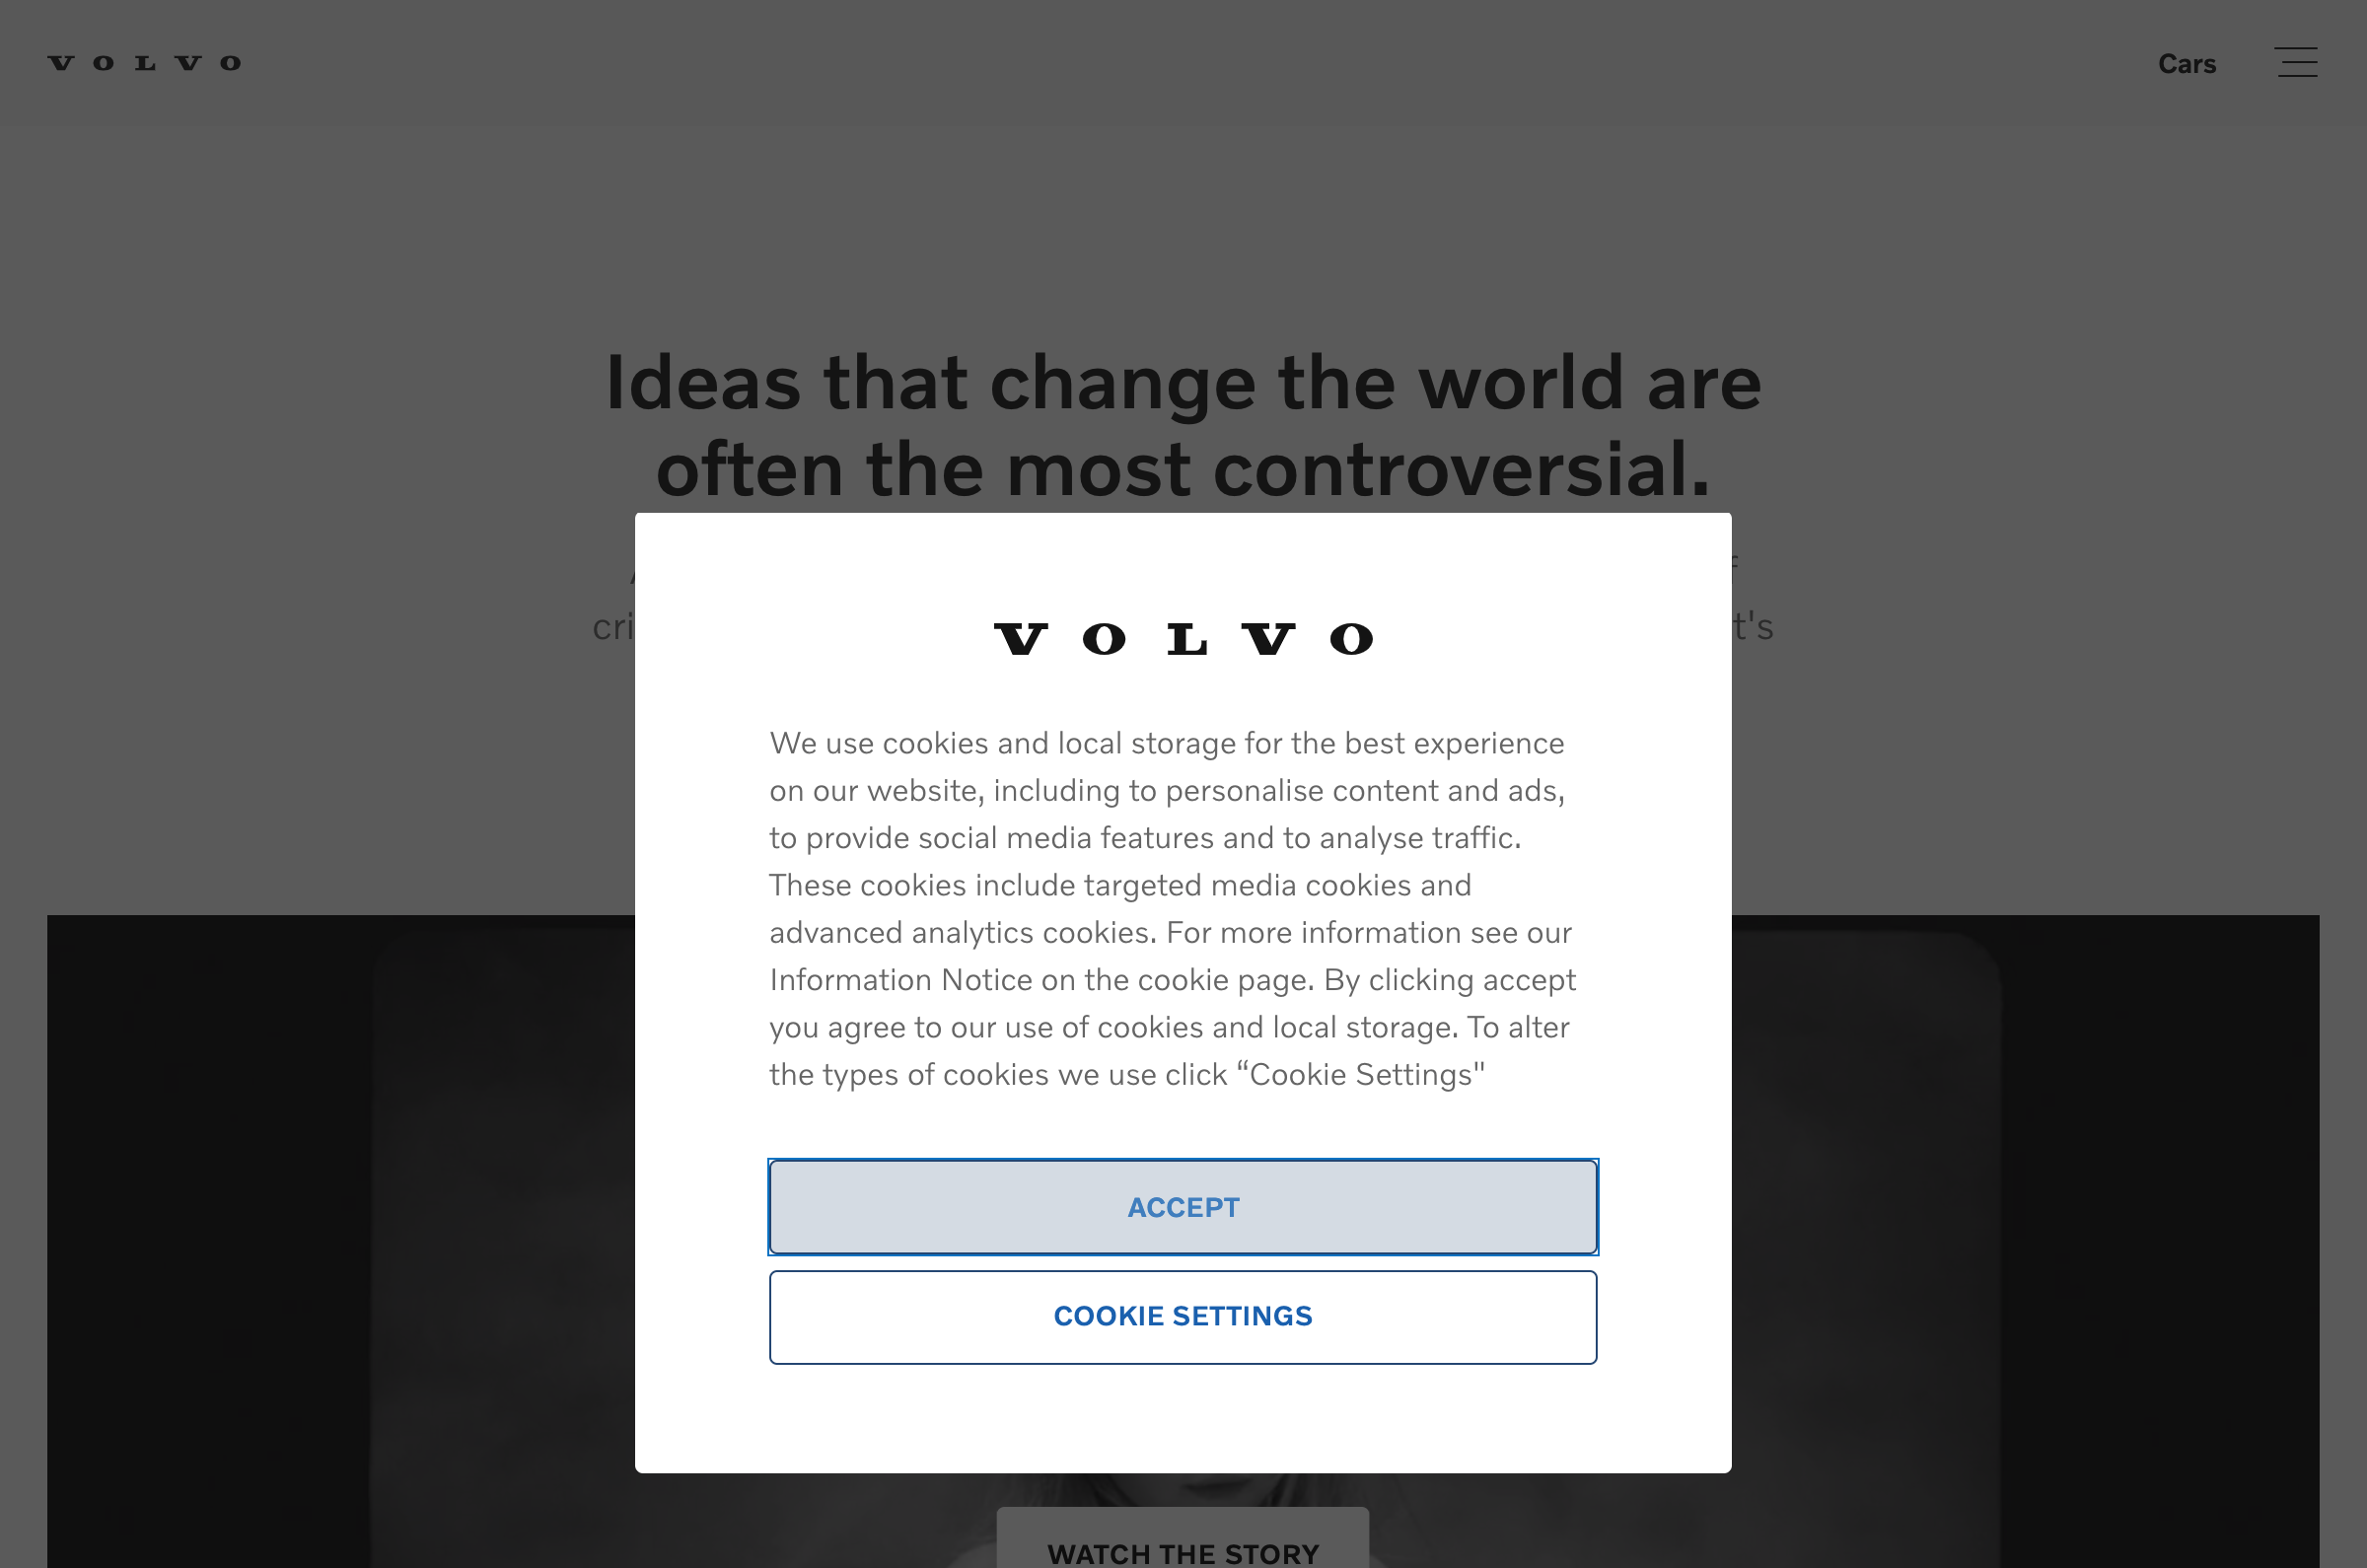 VOLVO
Cars
Ideas that change the world are
often the most controversial.
VOLVO
We use cookies and local storage for the best experience
on our website, including to personalise content and ads,
to provide social media features and to analyse traffic.
These cookies include targeted media cookies and
advanced analytics cookies. For more information see our
Information Notice on the cookie page. By clicking accept
you agree to our use of cookies and local storage. To alter
the types of cookies we use click “Cookie Settings"
ACCEPT
COOKIE SETTINGS
WATCH THE STORY